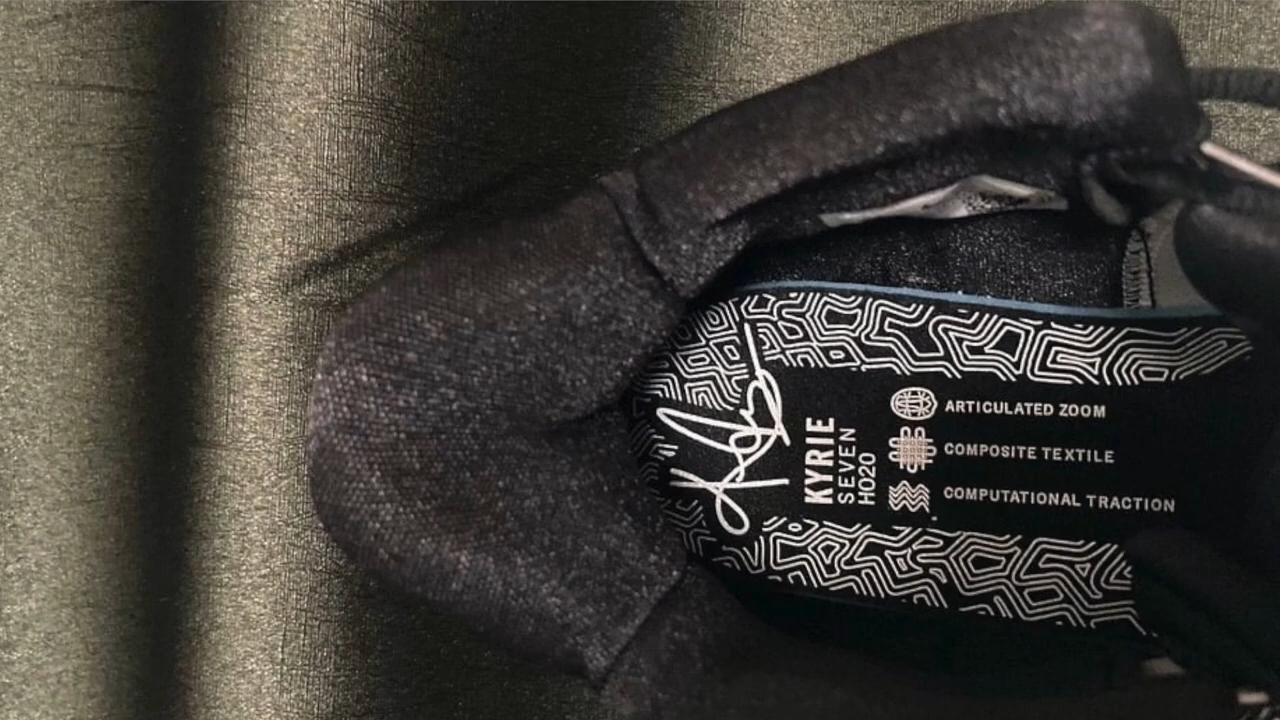 KYRIE
SEVEN
HO20
ARTICULATED ZOOM
COMPOSITE TEXTILE
COMPUTATIONAL TRACTION